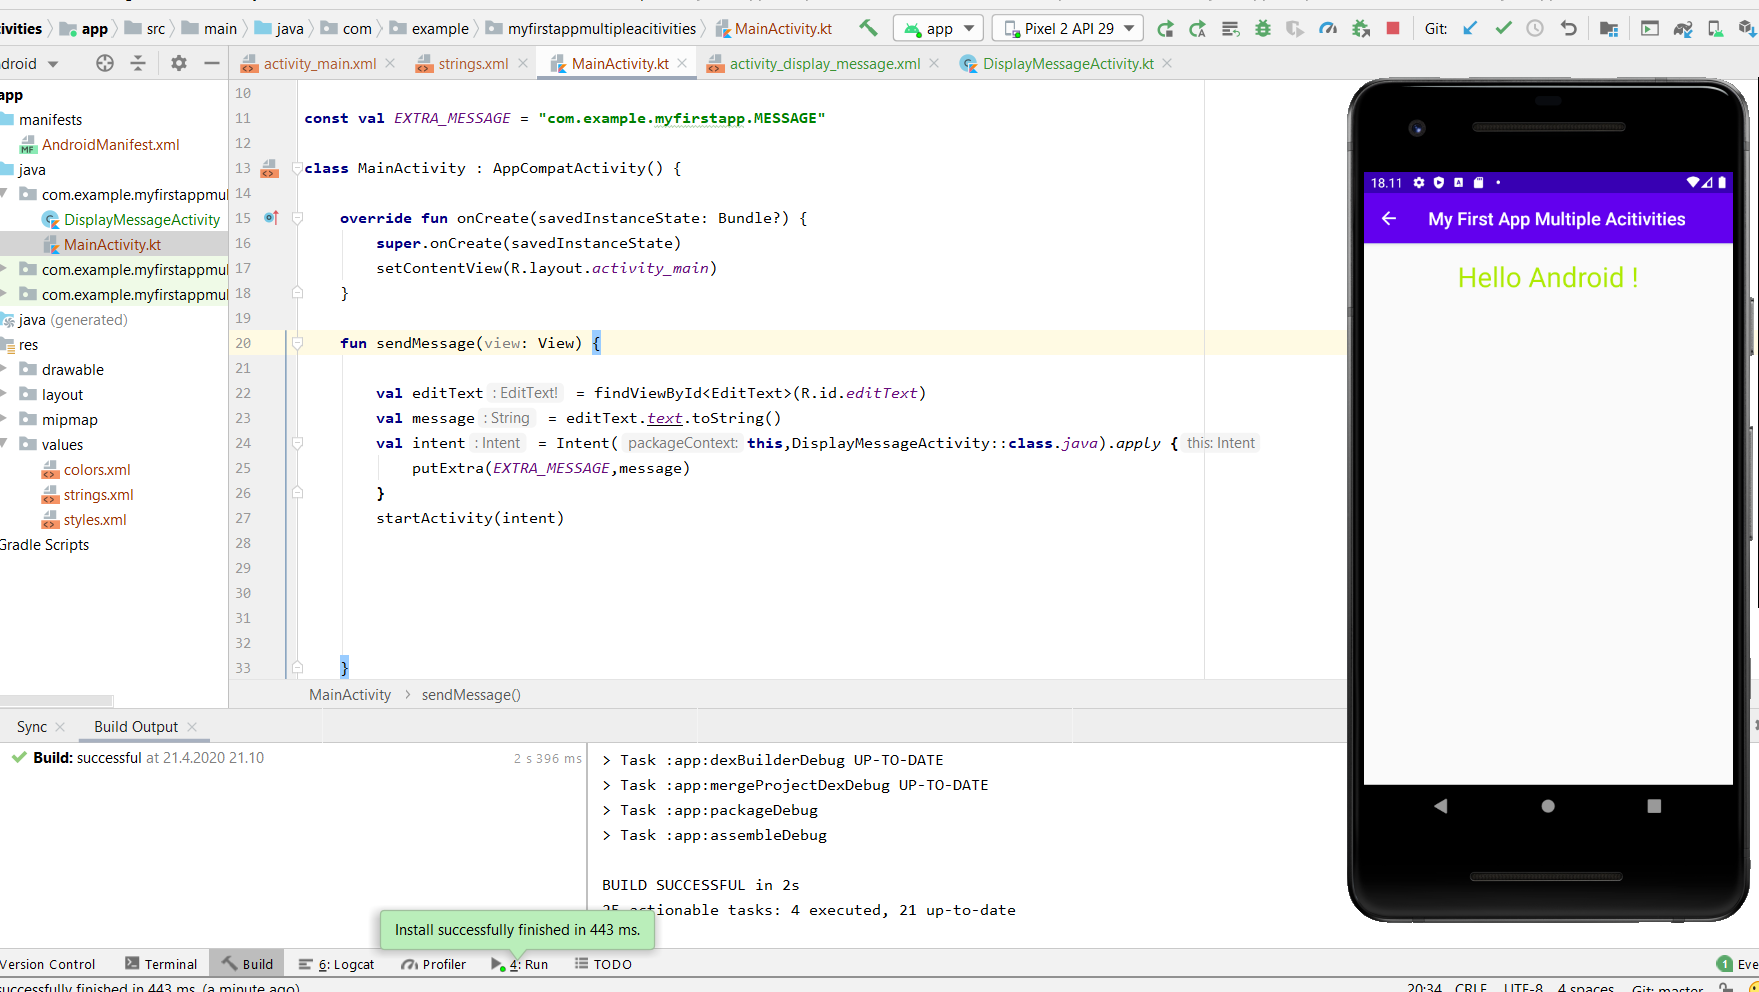 tivities app src main java com example myfirstappmultipleacitivities MainActivity.kt app Pixel 2 API 29 Git:
ndroid activity_main.xml strings.xml MainActivity.kt activity_display_message.xml DisplayMessageActivity.kt
app
manifests
AndroidManifest.xml
java
com.example.myfirstappmul
DisplayMessageActivity
MainActivity.kt
com.example.myfirstappmul
com.example.myfirstappmul
java (generated)
res
drawable
layout
mipmap
values
colors.xml
strings.xml
styles.xml
Gradle Scripts
10
11 const val EXTRA_MESSAGE = "com.example.myfirstapp.MESSAGE"
12
13 class MainActivity : AppCompatActivity() {
14
15 override fun onCreate(savedInstanceState: Bundle?) {
16 super.onCreate(savedInstanceState)
17 setContentView(R.layout.activity_main)
18 }
19
20 fun sendMessage(view: View) {
21
22 val editText : EditText! = findViewById<EditText>(R.id.editText)
23 val message : String = editText.text.toString()
24 val intent : Intent = Intent( packageContext: this,DisplayMessageActivity::class.java).apply { this: Intent
25 putExtra(EXTRA_MESSAGE,message)
26 }
27 startActivity(intent)
28
29
30
31
32
33 }
MainActivity > sendMessage()
18.11
My First App Multiple Acitivities
Hello Android !
Sync Build Output
Build: successful at 21.4.2020 21.10 2 s 396 ms
> Task :app:dexBuilderDebug UP-TO-DATE
> Task :app:mergeProjectDexDebug UP-TO-DATE
> Task :app:packageDebug
> Task :app:assembleDebug
BUILD SUCCESSFUL in 2s
25 actionable tasks: 4 executed, 21 up-to-date
Install successfully finished in 443 ms.
Version Control Terminal Build 6: Logcat Profiler 4: Run TODO 1 Eve
successfully finished in 443 ms. (a minute ago) 20:34 CRLF UTF-8 4 spaces Git: master